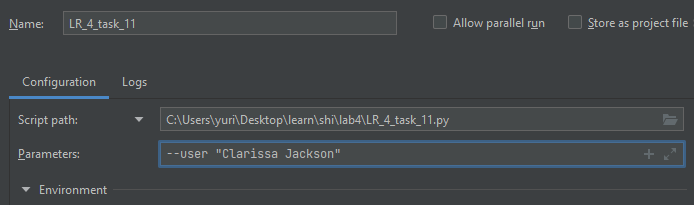 Name: LR_4_task_11 Allow parallel run Store as project file
Configuration Logs
Script path: C:\Users\yuri\Desktop\learn\shi\lab4\LR_4_task_11.py
Parameters: --user "Clarissa Jackson"
Environment